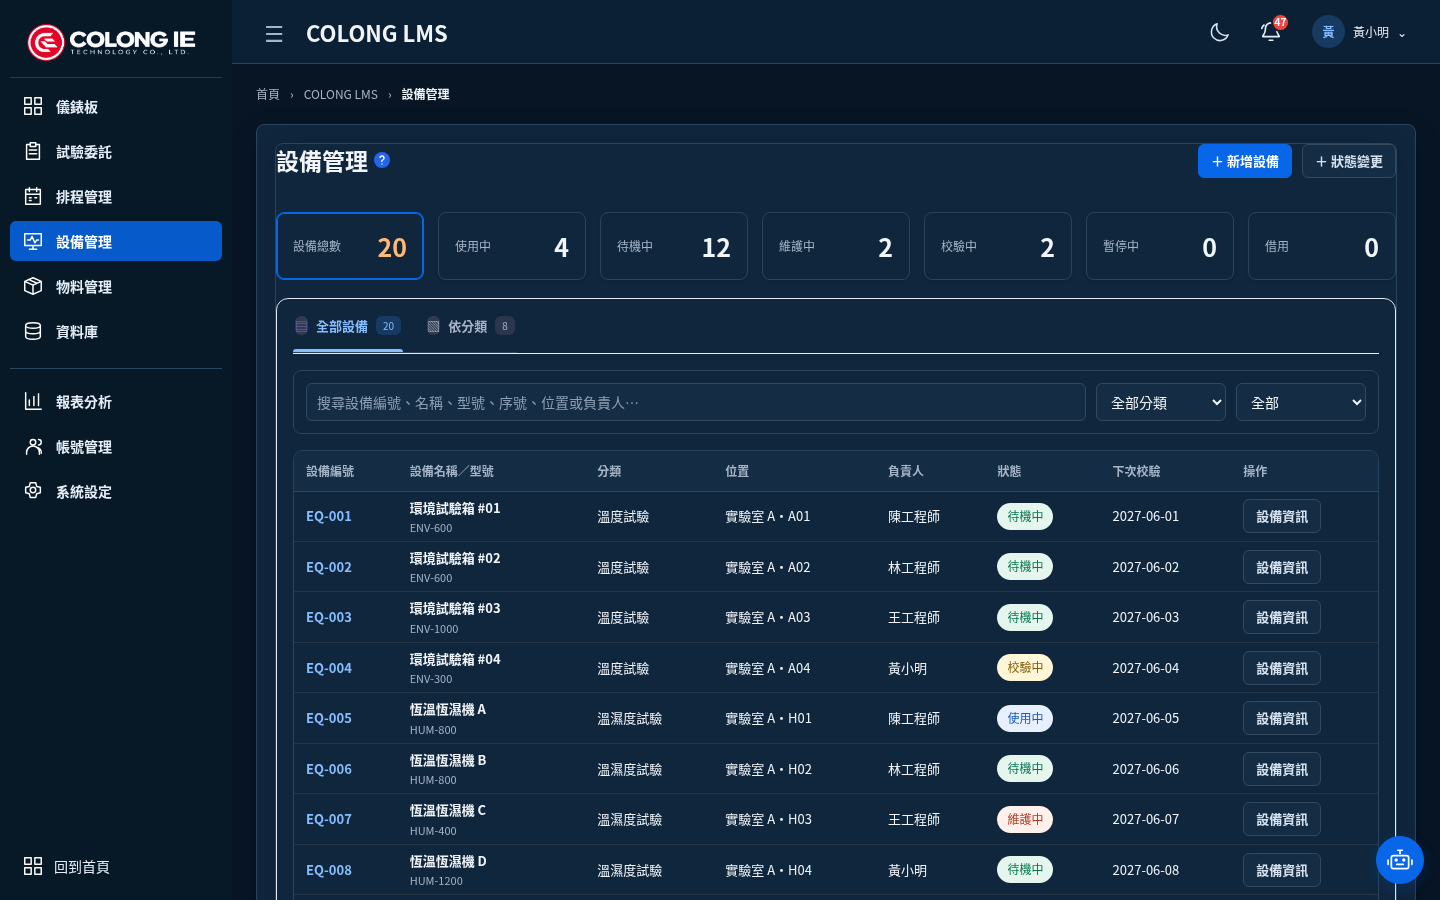 COLONG IE
TECHNOLOGY CO., LTD.
儀錶板
試驗委託
排程管理
設備管理
物料管理
資料庫
報表分析
帳號管理
系統設定
回到首頁
☰ COLONG LMS
47
黃 黃小明 ⌄
首頁 › COLONG LMS › 設備管理
設備管理 ?
+ 新增設備
+ 狀態變更
設備總數 20
使用中 4
待機中 12
維護中 2
校驗中 2
暫停中 0
借用 0
全部設備 20
依分類 8
搜尋設備編號、名稱、型號、序號、位置或負責人…
全部分類
全部
設備編號 設備名稱／型號 分類 位置 負責人 狀態 下次校驗 操作
EQ-001 環境試驗箱 #01 溫度試驗 實驗室 A・A01 陳工程師 待機中 2027-06-01 設備資訊
ENV-600
EQ-002 環境試驗箱 #02 溫度試驗 實驗室 A・A02 林工程師 待機中 2027-06-02 設備資訊
ENV-600
EQ-003 環境試驗箱 #03 溫度試驗 實驗室 A・A03 王工程師 待機中 2027-06-03 設備資訊
ENV-1000
EQ-004 環境試驗箱 #04 溫度試驗 實驗室 A・A04 黃小明 校驗中 2027-06-04 設備資訊
ENV-300
EQ-005 恆溫恆濕機 A 溫濕度試驗 實驗室 A・H01 陳工程師 使用中 2027-06-05 設備資訊
HUM-800
EQ-006 恆溫恆濕機 B 溫濕度試驗 實驗室 A・H02 林工程師 待機中 2027-06-06 設備資訊
HUM-800
EQ-007 恆溫恆濕機 C 溫濕度試驗 實驗室 A・H03 王工程師 維護中 2027-06-07 設備資訊
HUM-400
EQ-008 恆溫恆濕機 D 溫濕度試驗 實驗室 A・H04 黃小明 待機中 2027-06-08 設備資訊
HUM-1200